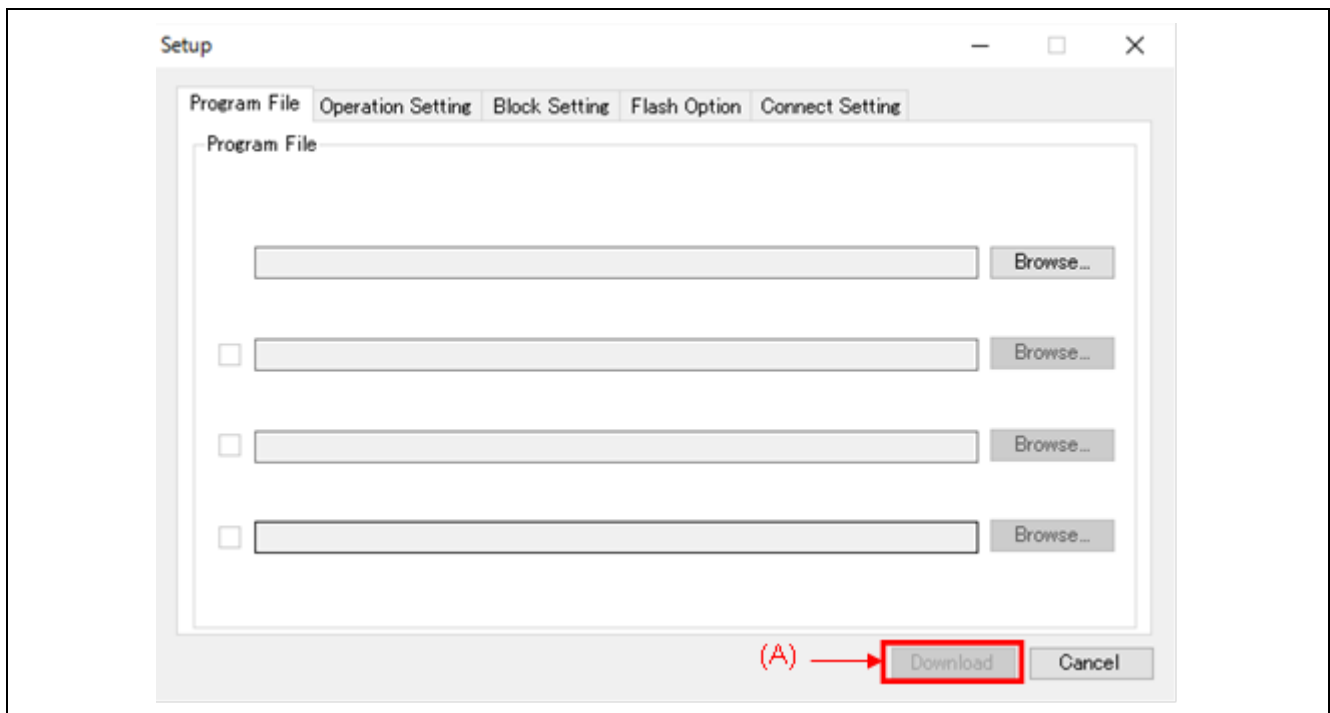 Setup
Program File Operation Setting Block Setting Flash Option Connect Setting
Program File
Browse...
Browse...
Browse...
Browse...
(A) Download Cancel